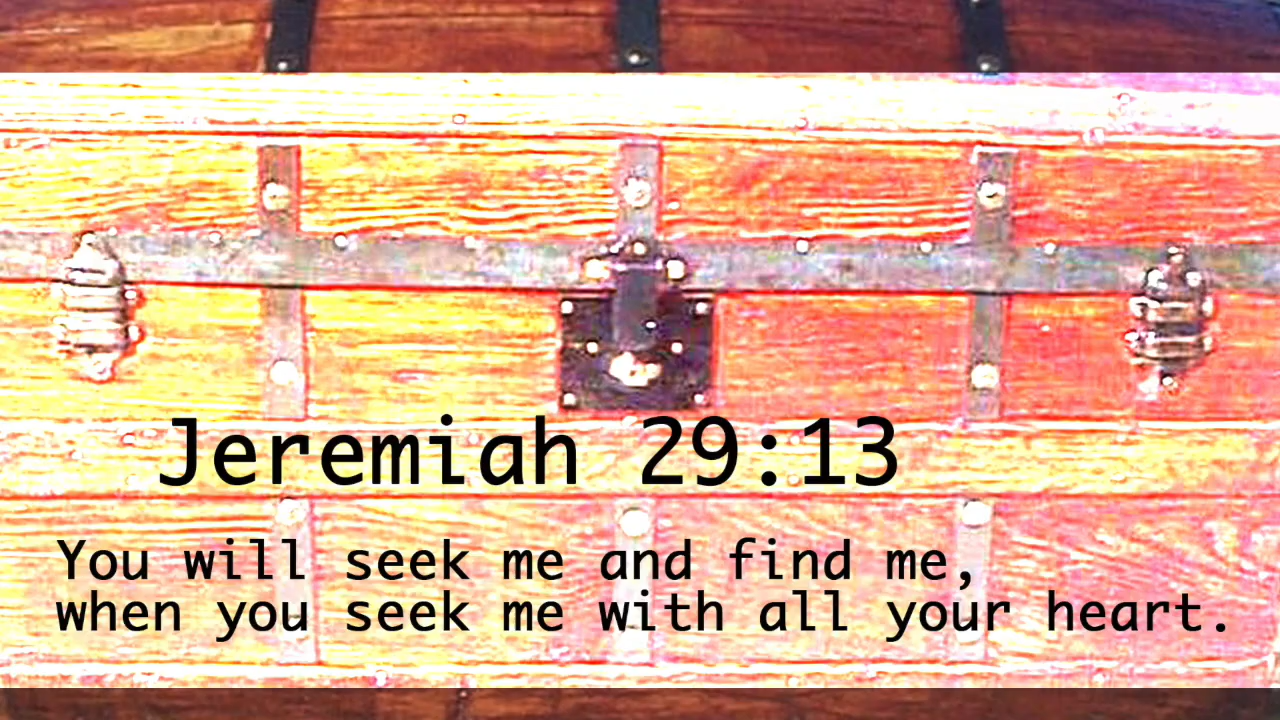 Jeremiah 29:13
You will seek me and find me,
when you seek me with all your heart.